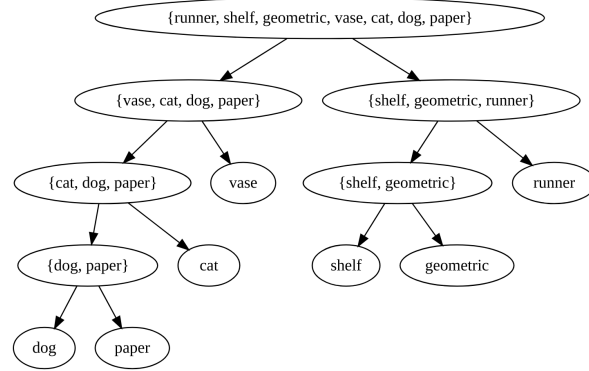 {runner, shelf, geometric, vase, cat, dog, paper}
{vase, cat, dog, paper}
{shelf, geometric, runner}
{cat, dog, paper}
vase
{shelf, geometric}
runner
{dog, paper}
cat
shelf
geometric
dog
paper